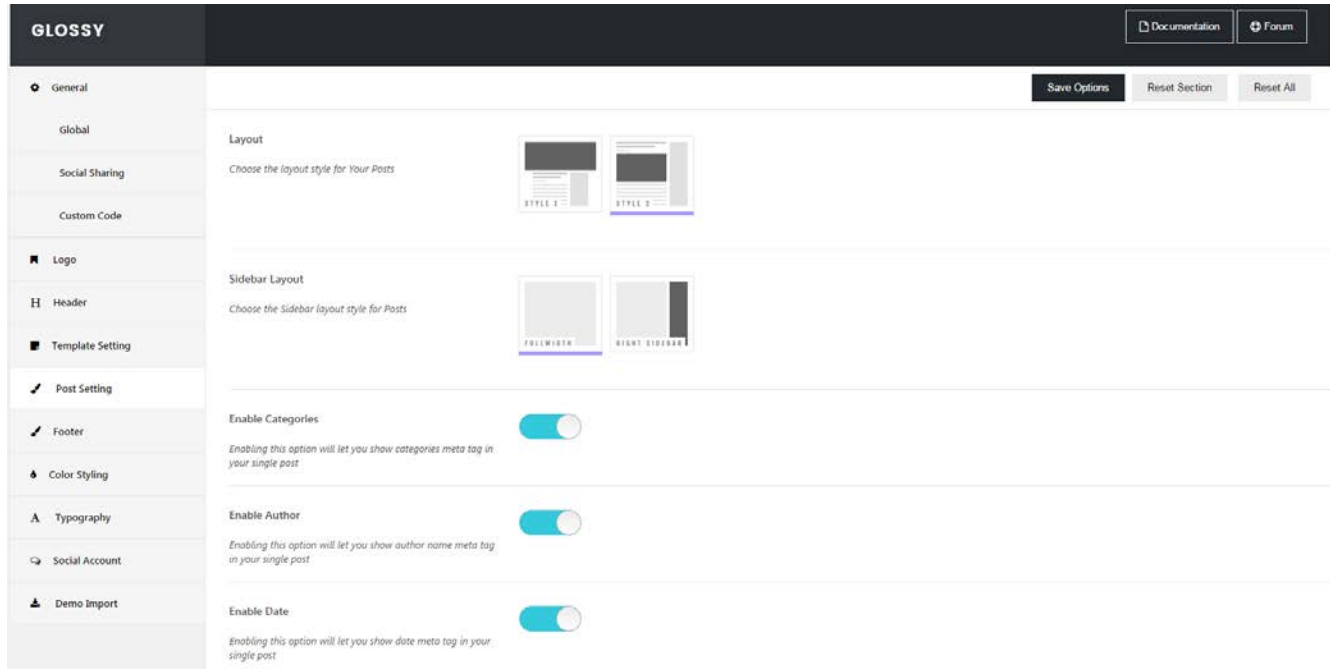 GLOSSY
Documentation
Forum
General
Save Options
Reset Section
Reset All
Global
Social Sharing
Custom Code
Logo
H Header
Template Setting
Post Setting
Footer
Color Styling
A Typography
Social Account
Demo Import
Layout
Choose the layout style for Your Posts
STYLE 1
STYLE 2
Sidebar Layout
Choose the Sidebar layout style for Posts
FULLWIDTH
RIGHT SIDEBAR
Enable Categories
Enabling this option will let you show categories meta tag in
your single post
Enable Author
Enabling this option will let you show author name meta tag
in your single post
Enable Date
Enabling this option will let you show date meta tag in your
single post